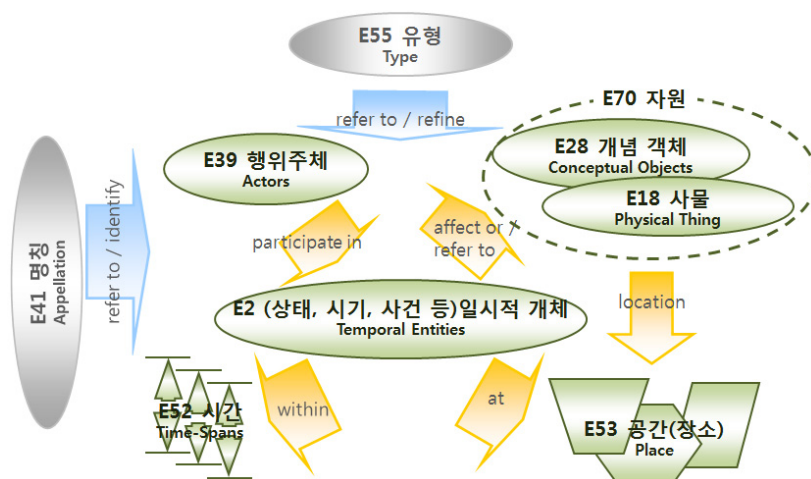 E55 유형
Type
refer to / refine
E70 자원
E39 행위주체
Actors
E28 개념 객체
Conceptual Objects
E18 사물
Physical Thing
E41 명칭
Appellation
refer to / identify
participate in
affect or /
refer to
location
E2 (상태, 시기, 사건 등)일시적 개체
Temporal Entities
E52 시간
Time-Spans
within
at
E53 공간(장소)
Place